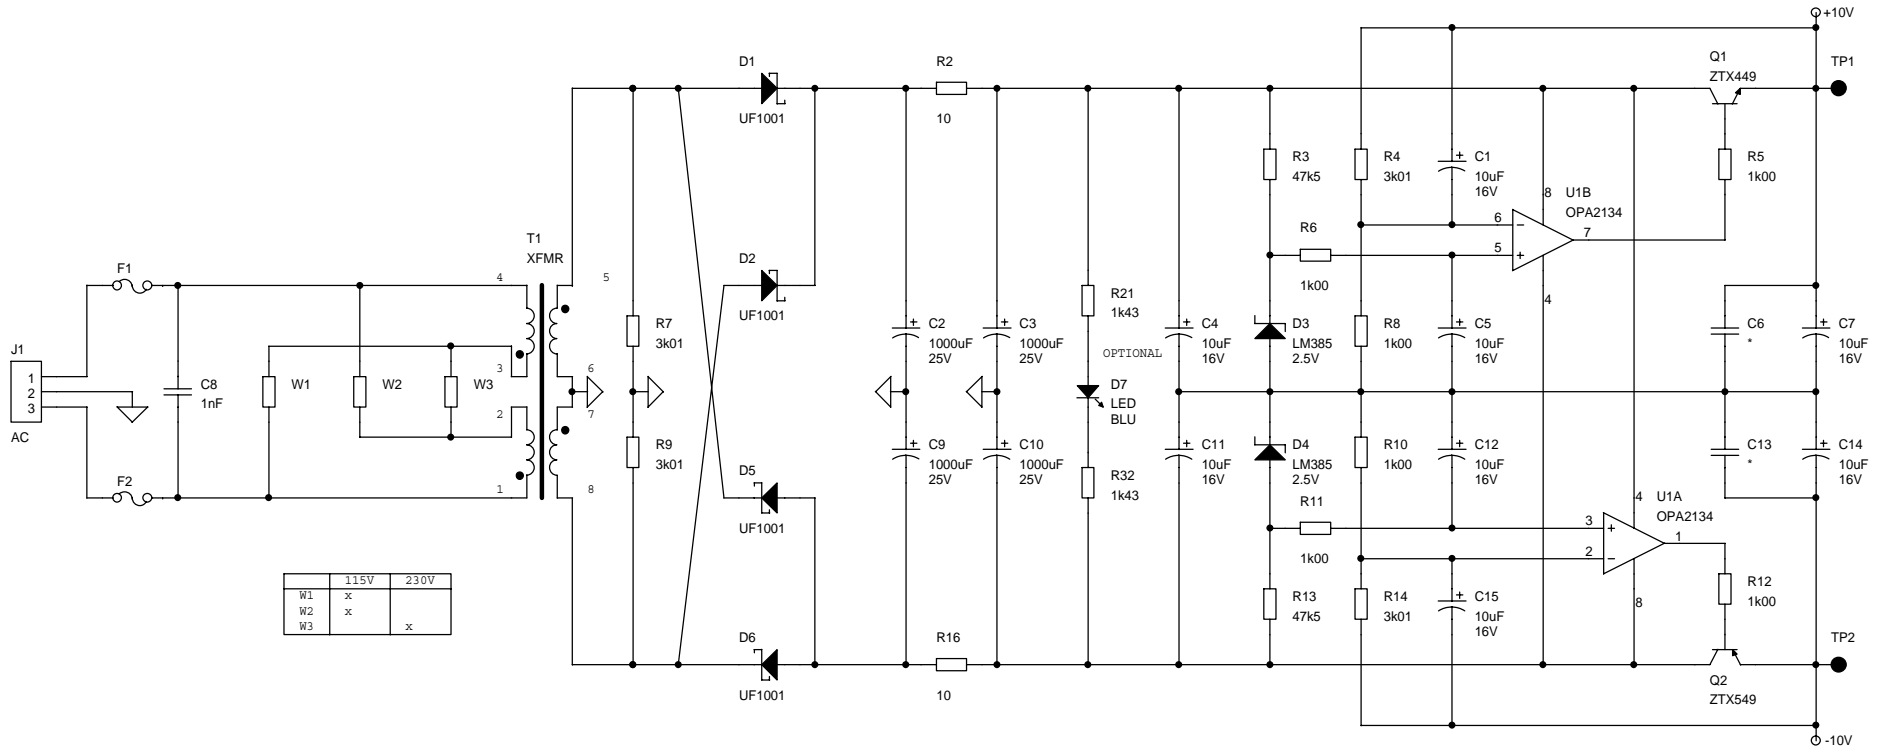 +10V
D1
UF1001
R2
10
Q1
ZTX449
TP1
R3
47k5
R4
3k01
+
C1
10uF
16V
R5
1k00
8
U1B
OPA2134
6
−
5
+
7
4
R6
1k00
T1
XFMR
4
5
F1
D2
UF1001
R21
1k43
OPTIONAL
R7
3k01
+
C2
1000uF
25V
+
C3
1000uF
25V
+
C4
10uF
16V
D3
LM385
2.5V
R8
1k00
+
C5
10uF
16V
C6
*
+
C7
10uF
16V
J1
1
2
3
AC
C8
1nF
W1
W2
W3
3
6
2
7
D7
LED
BLU
R9
3k01
+
C9
1000uF
25V
+
C10
1000uF
25V
+
C11
10uF
16V
D4
LM385
2.5V
R10
1k00
+
C12
10uF
16V
C13
*
+
C14
10uF
16V
F2
1
8
D5
UF1001
R32
1k43
R11
1k00
4
U1A
OPA2134
3
+
2
−
1
8
R12
1k00
R13
47k5
R14
3k01
+
C15
10uF
16V
115V 230V
W1 x
W2 x
W3 x
D6
UF1001
R16
10
TP2
Q2
ZTX549
-10V